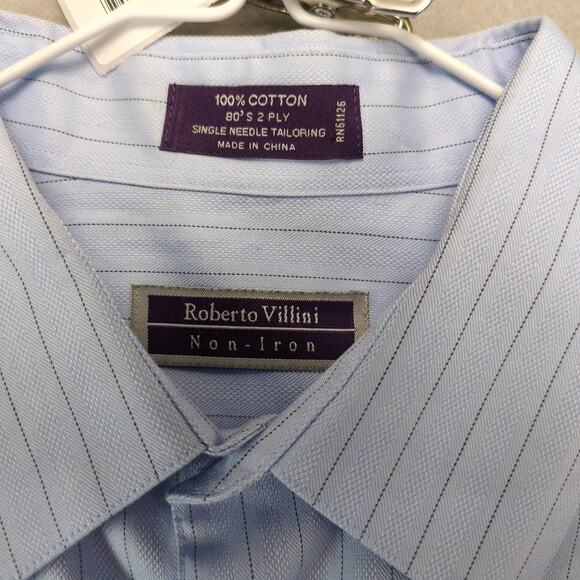 100% COTTON
80'S 2 PLY
SINGLE NEEDLE TAILORING
MADE IN CHINA
RN61126
Roberto Villini
Non-Iron